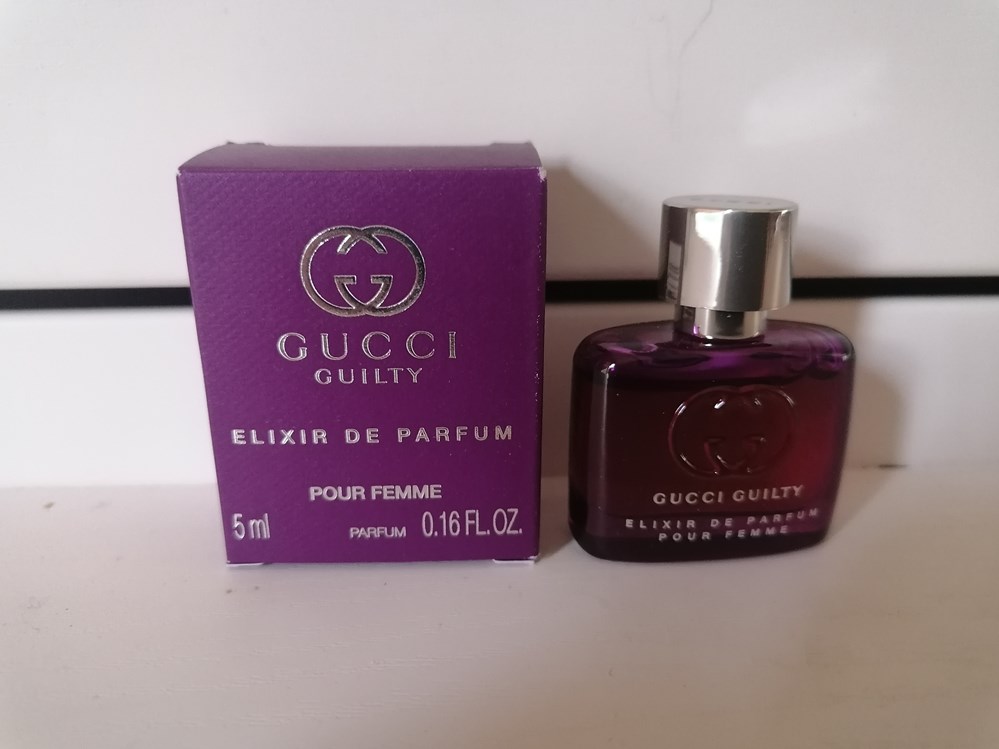 GUCCI
GUILTY
ELIXIR DE PARFUM
POUR FEMME
5 ml PARFUM 0.16 FL. OZ.
GUCCI GUILTY
ELIXIR DE PARFUM
POUR FEMME